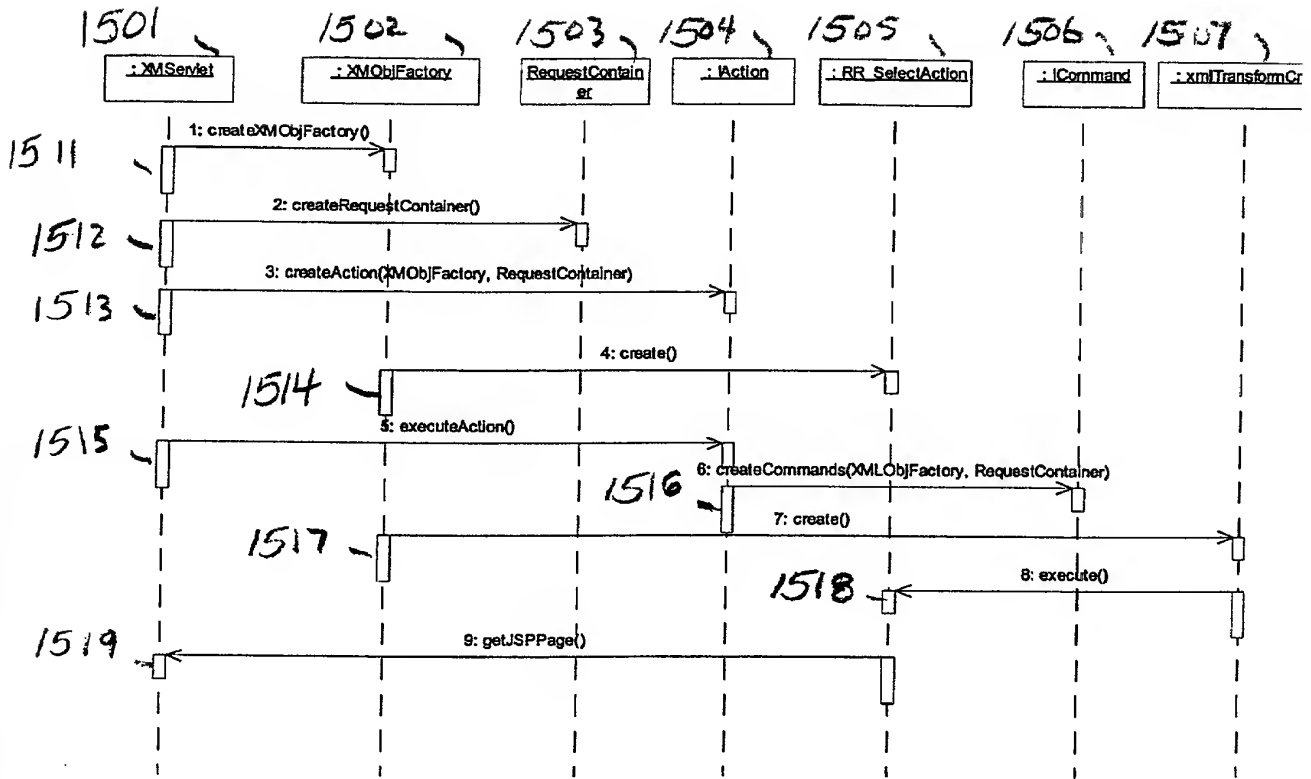 1501 1502 1503 1504 1505 1506 1507
: XMServlet
: XMObjFactory
RequestContain
er
: IAction
: RR_SelectAction
: ICommand
: xmlTransformCr
1: createXMObjFactory()
1511
2: createRequestContainer()
1512
3: createAction(XMObjFactory, RequestContainer)
1513
4: create()
1514
5: executeAction()
1515
6: createCommands(XMLObjFactory, RequestContainer)
1516
7: create()
1517
8: execute()
1518
9: getJSPPage()
1519